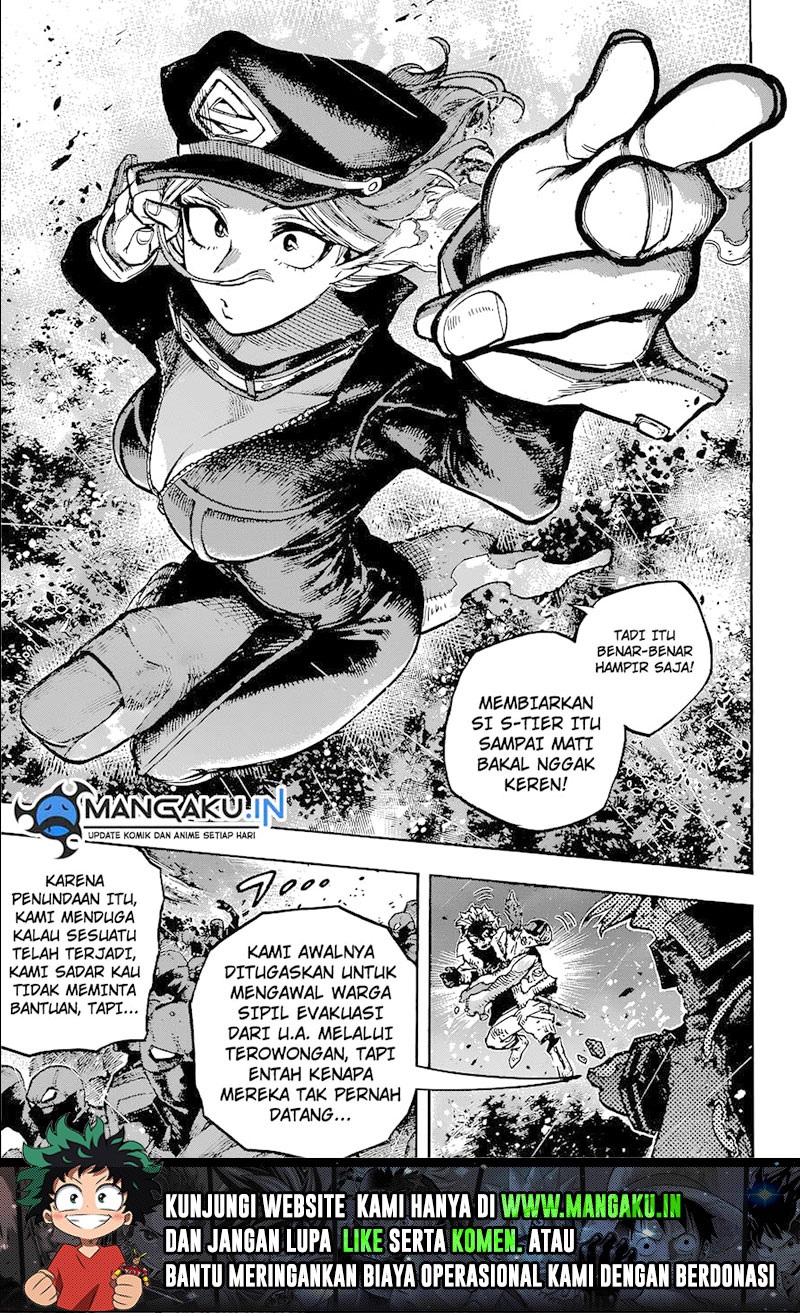 TADI ITU
BENAR-BENAR
HAMPIR SAJA!
MEMBIARKAN
SI S-TIER ITU
SAMPAI MATI
BAKAL NGGAK
KEREN!
MANGAKU.IN
UPDATE KOMIK DAN ANIME SETIAP HARI
KAMI AWALNYA
DITUGASKAN UNTUK
MENGAWAL WARGA
SIPIL EVAKUASI
DARI U.A. MELALUI
TEROWONGAN, TAPI
ENTAH KENAPA
MEREKA TAK PERNAH
DATANG...
KARENA
PENUNDAAN ITU,
KAMI MENDUGA
KALAU SESUATU
TELAH TERJADI,
KAMI SADAR KAU
TIDAK MEMINTA
BANTUAN, TAPI...
KUNJUNGI WEBSITE KAMI HANYA DI WWW.MANGAKU.IN
DAN JANGAN LUPA LIKE SERTA KOMEN. ATAU
BANTU MERINGANKAN BIAYA OPERASIONAL KAMI DENGAN BERDONASI